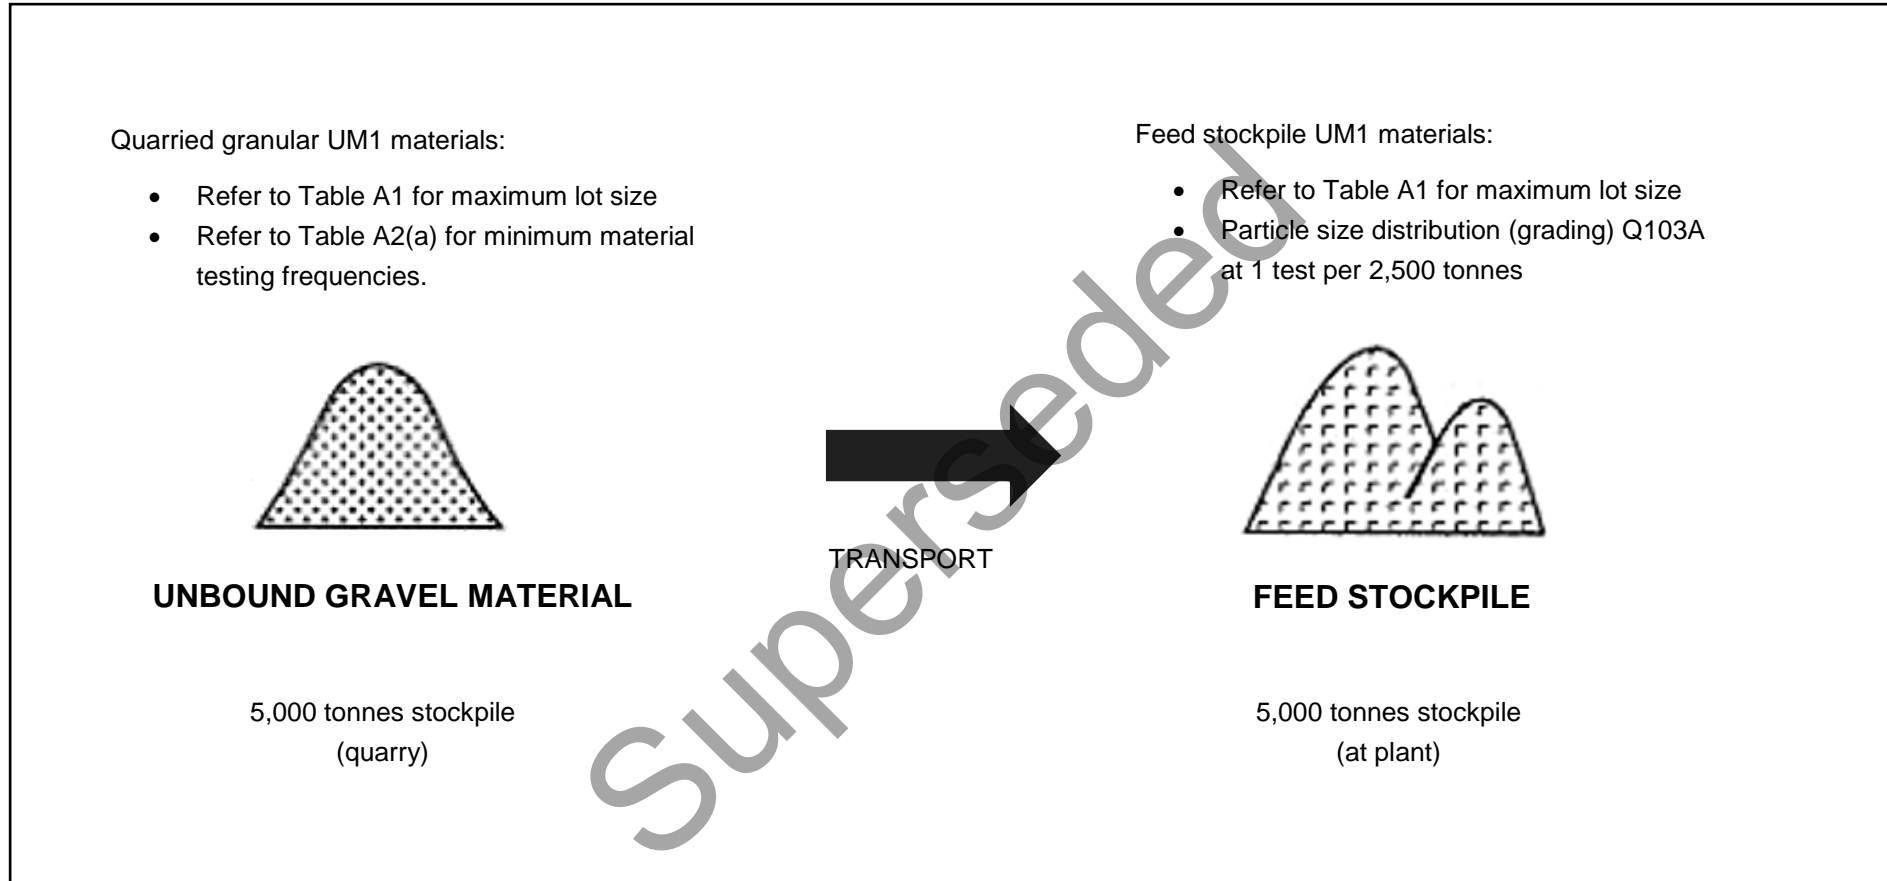 Quarried granular UM1 materials:
• Refer to Table A1 for maximum lot size
• Refer to Table A2(a) for minimum material
testing frequencies.
UNBOUND GRAVEL MATERIAL
5,000 tonnes stockpile
(quarry)
TRANSPORT
Feed stockpile UM1 materials:
• Refer to Table A1 for maximum lot size
• Particle size distribution (grading) Q103A
at 1 test per 2,500 tonnes
FEED STOCKPILE
5,000 tonnes stockpile
(at plant)
Superseded